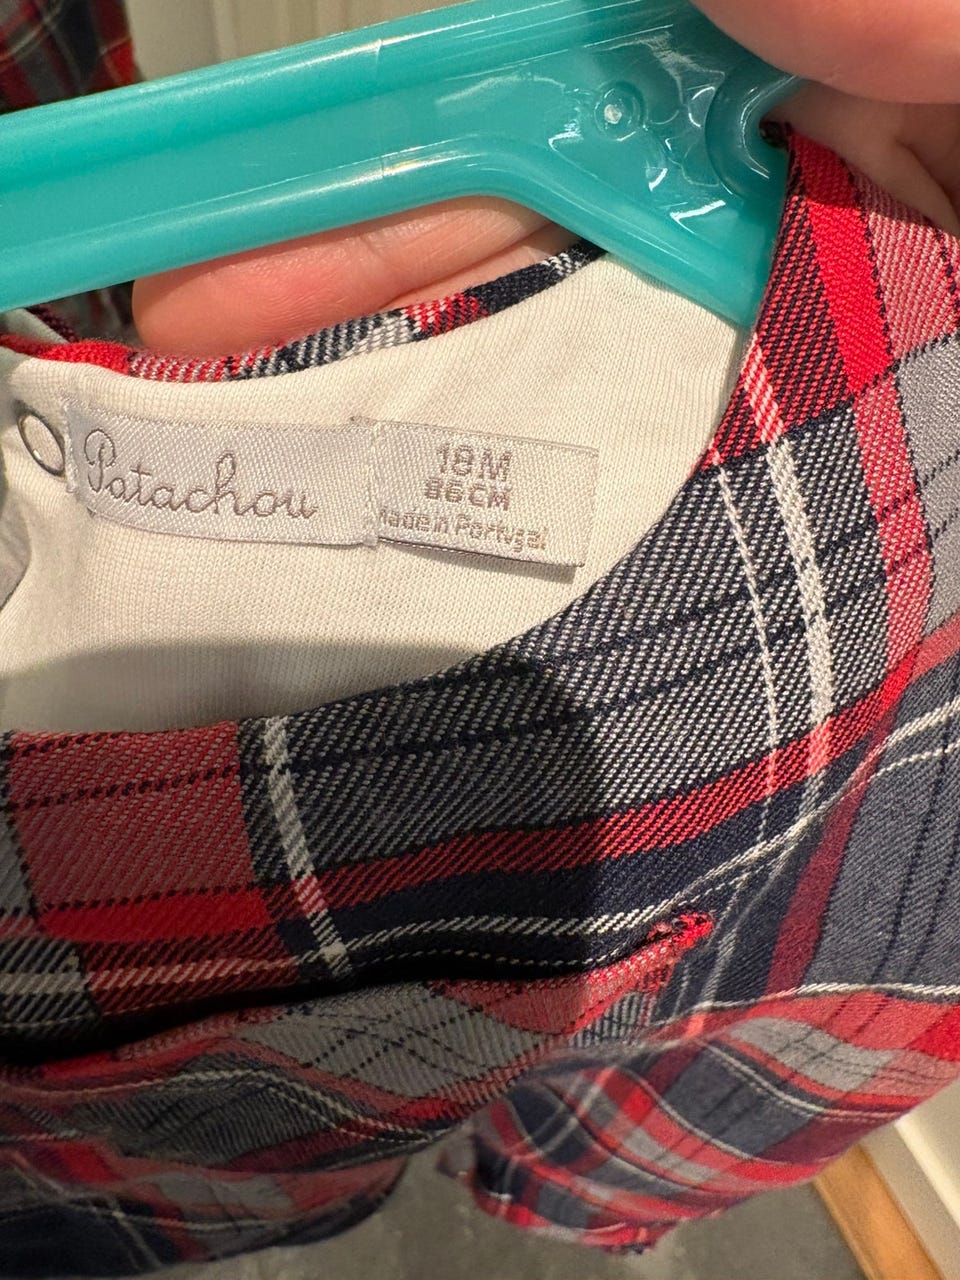 Patachou
18M
86CM
Made in Portugal